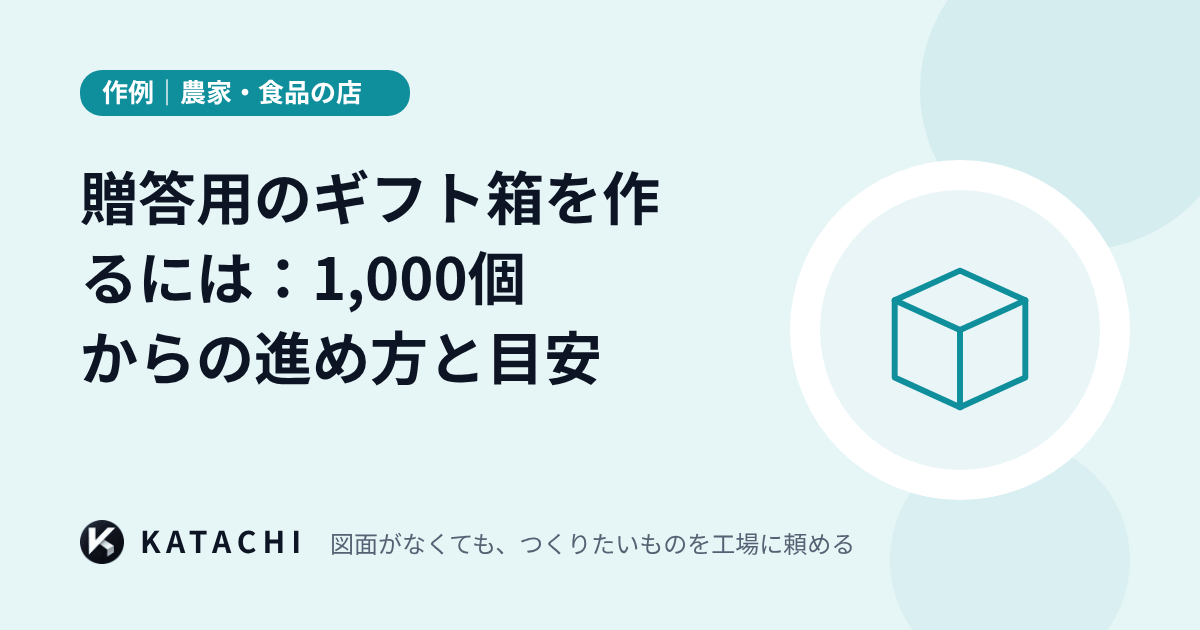 作例｜農家・食品の店
贈答用のギフト箱を作
るには：1,000個
からの進め方と目安
KATACHI 図面がなくても、つくりたいものを工場に頼める